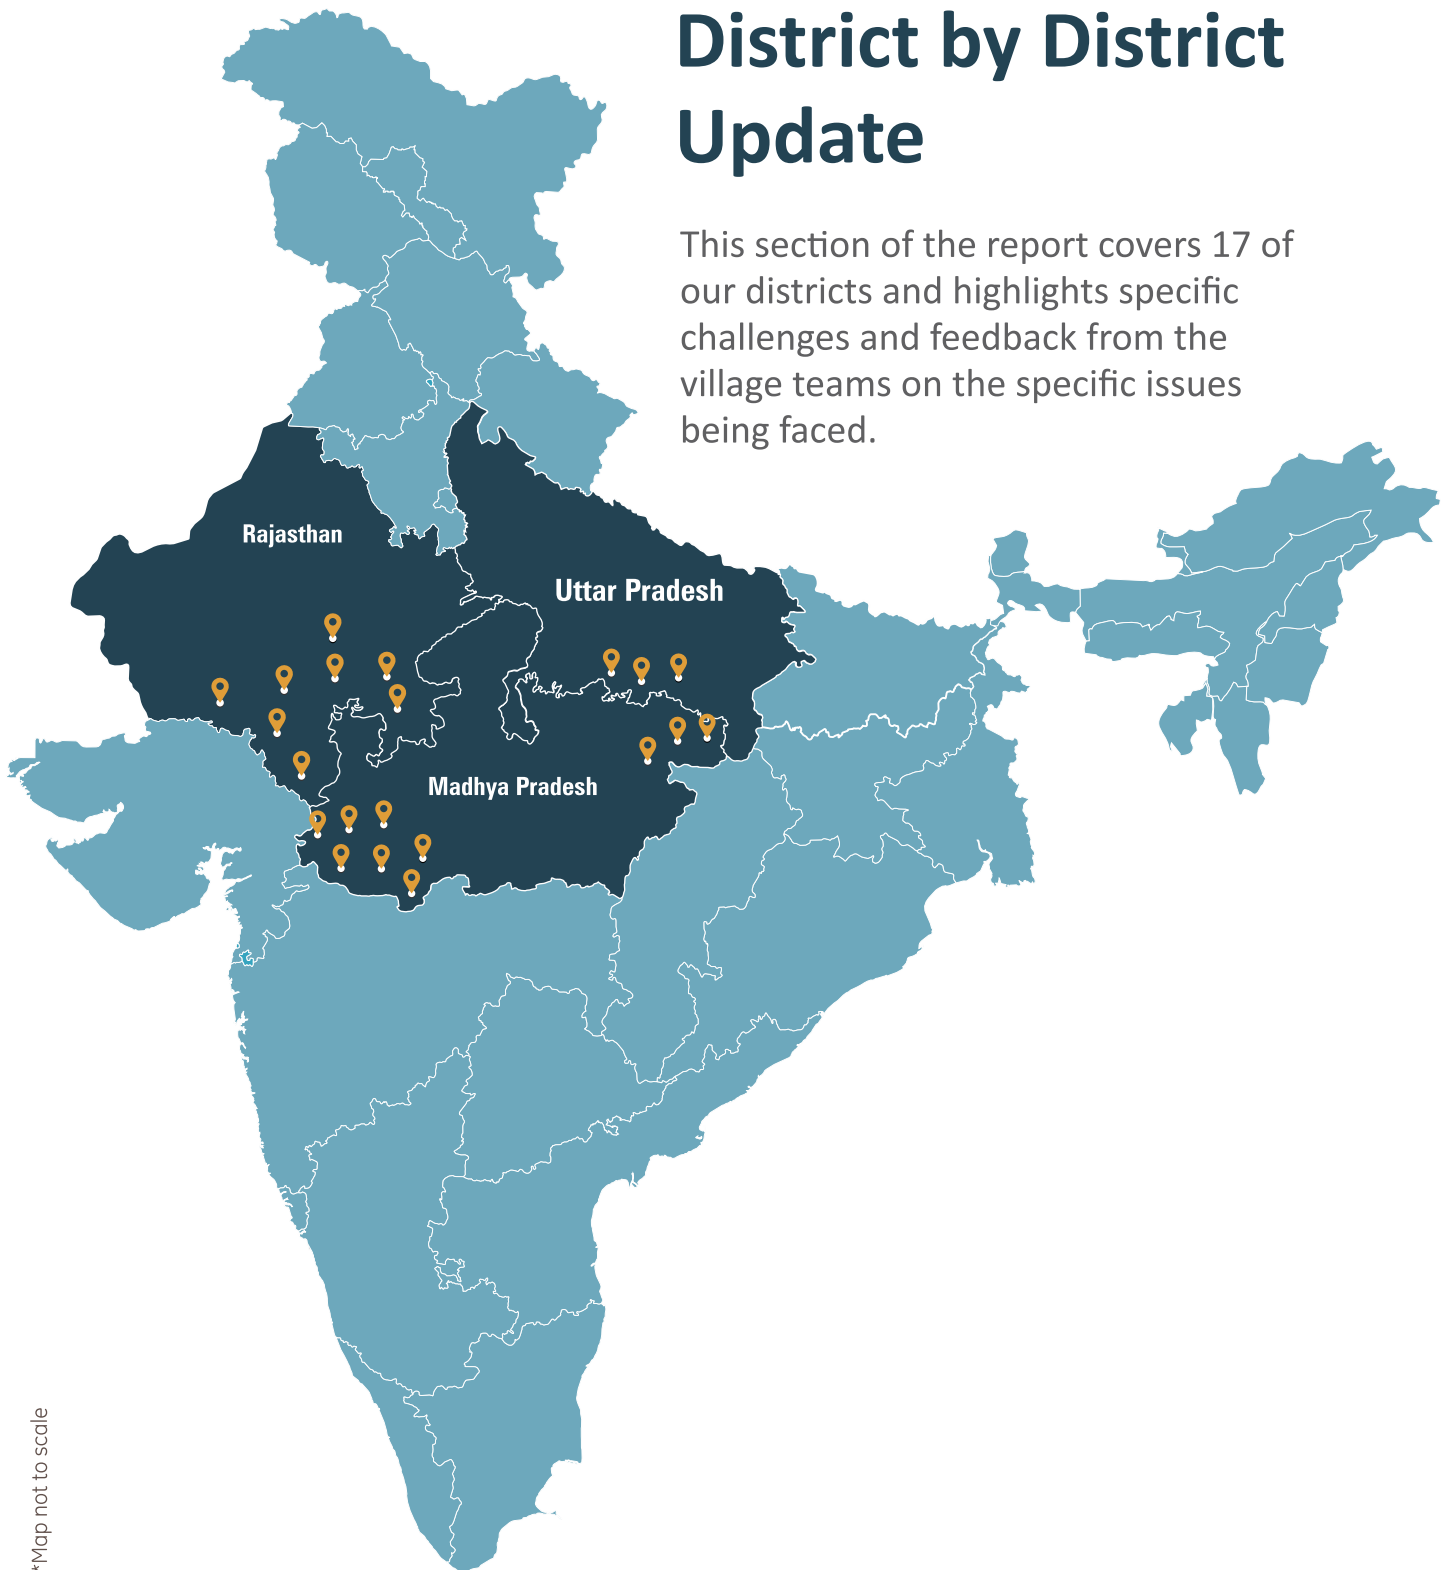 District by District
Update
This section of the report covers 17 of
our districts and highlights specific
challenges and feedback from the
village teams on the specific issues
being faced.
Rajasthan
Uttar Pradesh
Madhya Pradesh
*Map not to scale